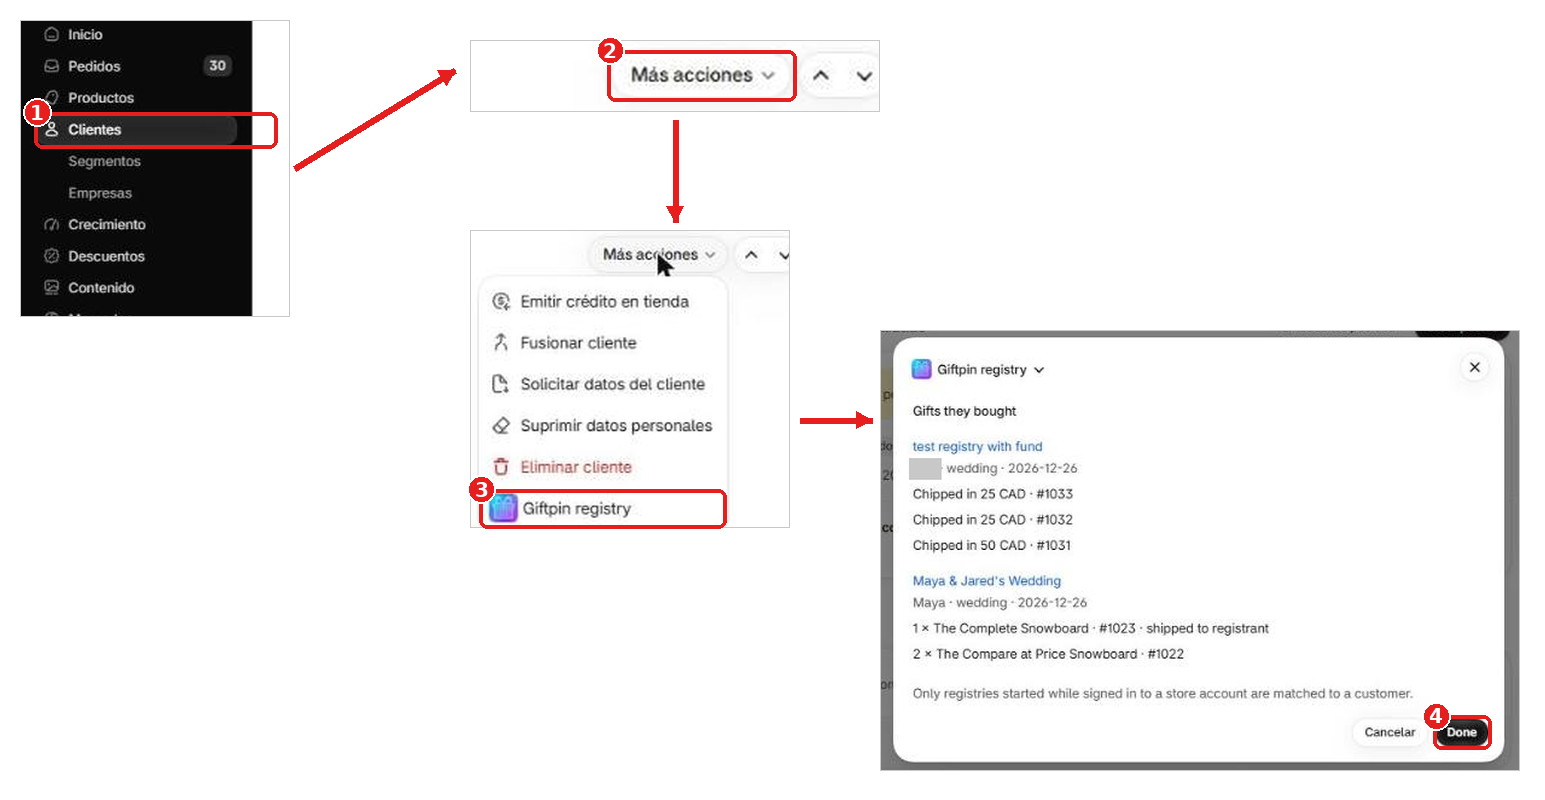 Inicio
Pedidos 30
Productos
1
Clientes
Segmentos
Empresas
Crecimiento
Descuentos
Contenido
2
Más acciones
Más acciones
Emitir crédito en tienda
Fusionar cliente
Solicitar datos del cliente
Suprimir datos personales
Eliminar cliente
3
Giftpin registry
Giftpin registry
Gifts they bought
test registry with fund
wedding · 2026-12-26
Chipped in 25 CAD · #1033
Chipped in 25 CAD · #1032
Chipped in 50 CAD · #1031
Maya & Jared's Wedding
Maya · wedding · 2026-12-26
1 × The Complete Snowboard · #1023 · shipped to registrant
2 × The Compare at Price Snowboard · #1022
Only registries started while signed in to a store account are matched to a customer.
4
Cancelar Done